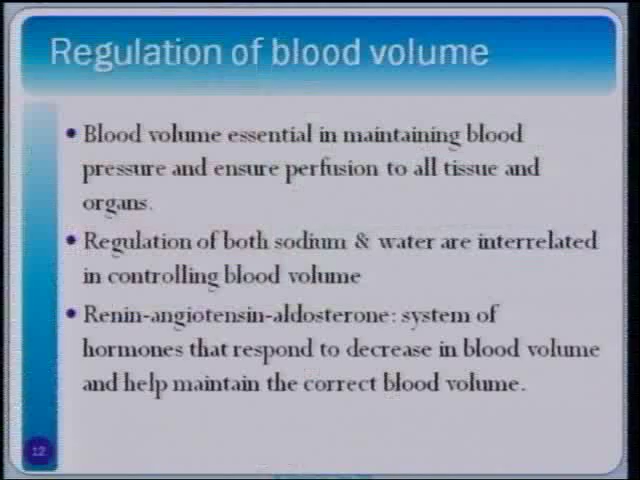 Regulation of blood volume
• Blood volume essential in maintaining blood
pressure and ensure perfusion to all tissue and
organs.
• Regulation of both sodium & water are interrelated
in controlling blood volume
• Renin-angiotensin-aldosterone: system of
hormones that respond to decrease in blood volume
and help maintain the correct blood volume.
12